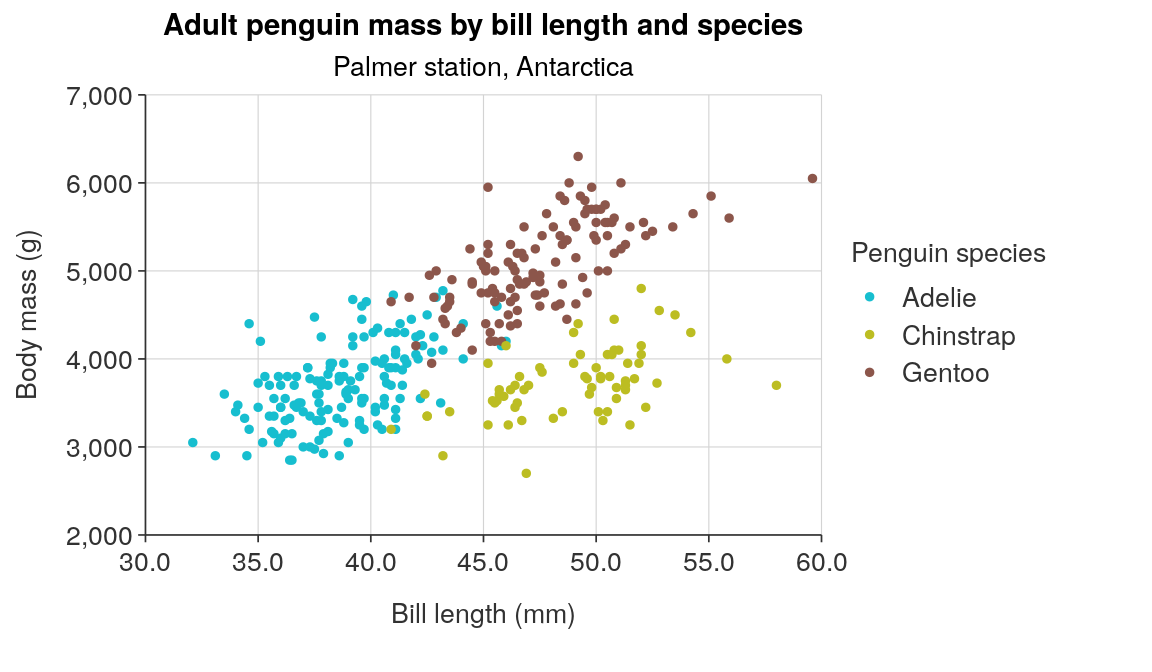 Adult penguin mass by bill length and species
Palmer station, Antarctica
7,000
6,000
5,000
4,000
3,000
2,000
Body mass (g)
30.0 35.0 40.0 45.0 50.0 55.0 60.0
Bill length (mm)
Penguin species
Adelie
Chinstrap
Gentoo